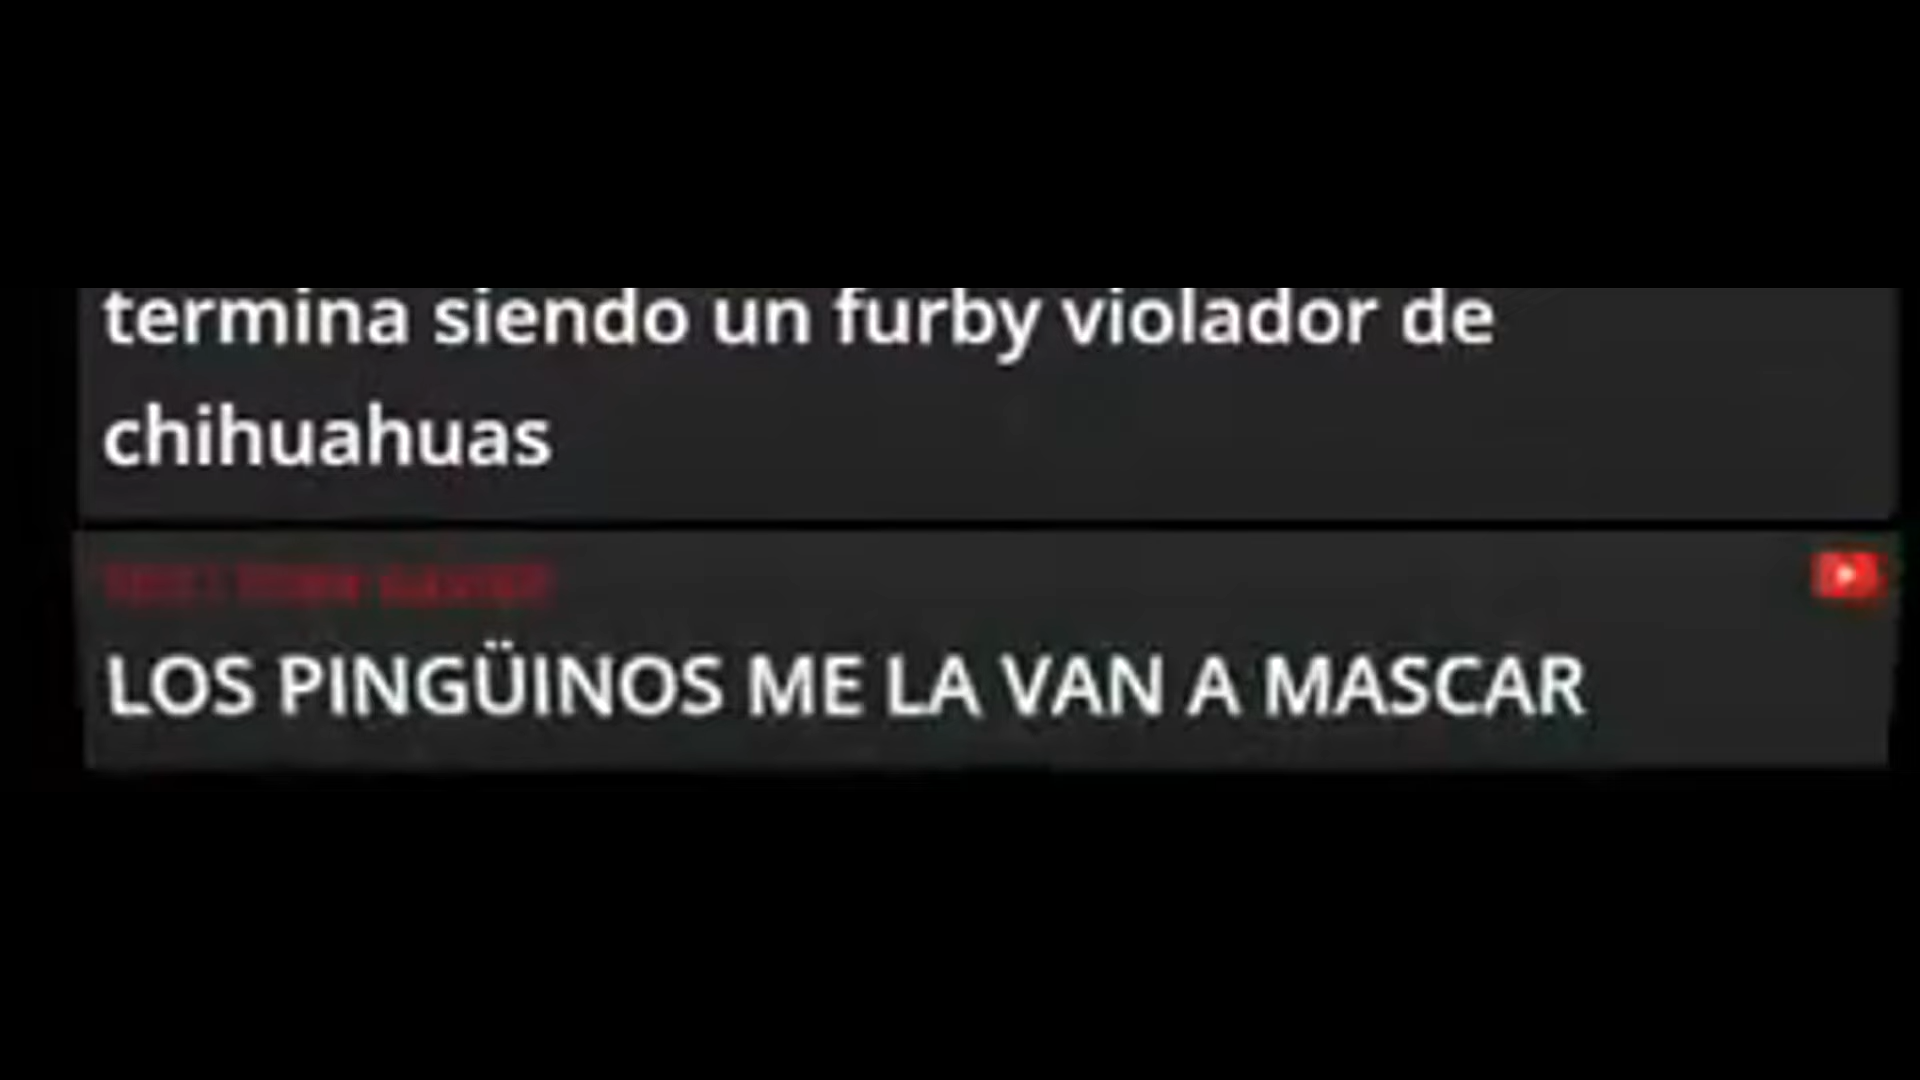 termina siendo un furby violador de
chihuahuas
LOS PINGÜINOS ME LA VAN A MASCAR